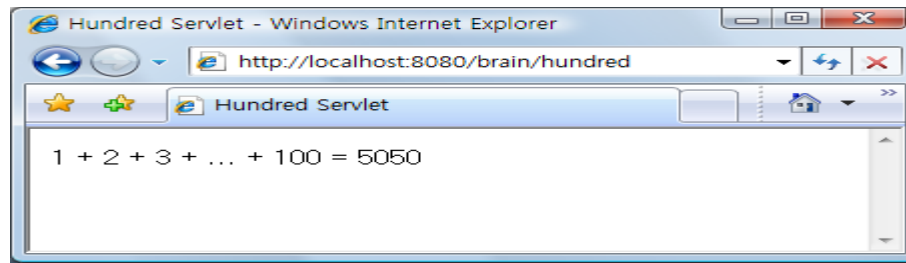 Hundred Servlet - Windows Internet Explorer
http://localhost:8080/brain/hundred
Hundred Servlet
1 + 2 + 3 + ... + 100 = 5050